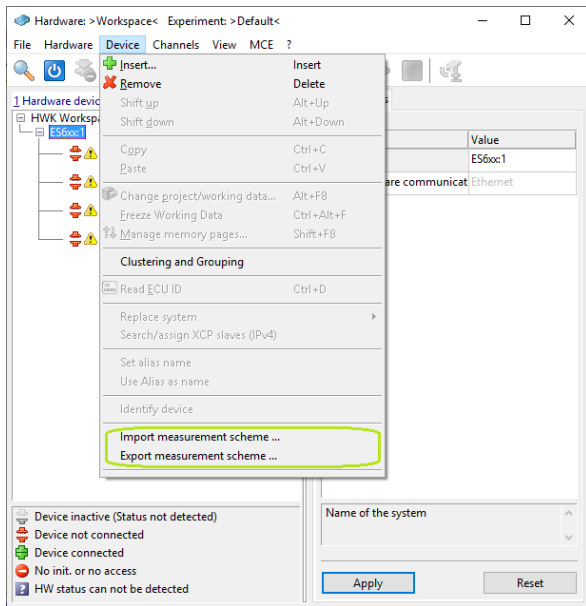 Hardware: >Workspace<  Experiment: >Default<
File Hardware Device Channels View MCE ?
Insert... Insert
Remove Delete
Shift up Alt+Up
Shift down Alt+Down
Copy Ctrl+C
Paste Ctrl+V
Change project/working data... Alt+F8
Freeze Working Data Ctrl+Alt+F
Manage memory pages... Shift+F8
Clustering and Grouping
Read ECU ID Ctrl+D
Replace system
Search/assign XCP slaves (IPv4)
Set alias name
Use Alias as name
Identify device
Import measurement scheme ...
Export measurement scheme ...
1 Hardware devic
HWK Workspa
ES6xx:1
Value
ES6xx:1
are communicat Ethernet
Device inactive (Status not detected)
Device not connected
Device connected
No init. or no access
HW status can not be detected
Name of the system
Apply Reset